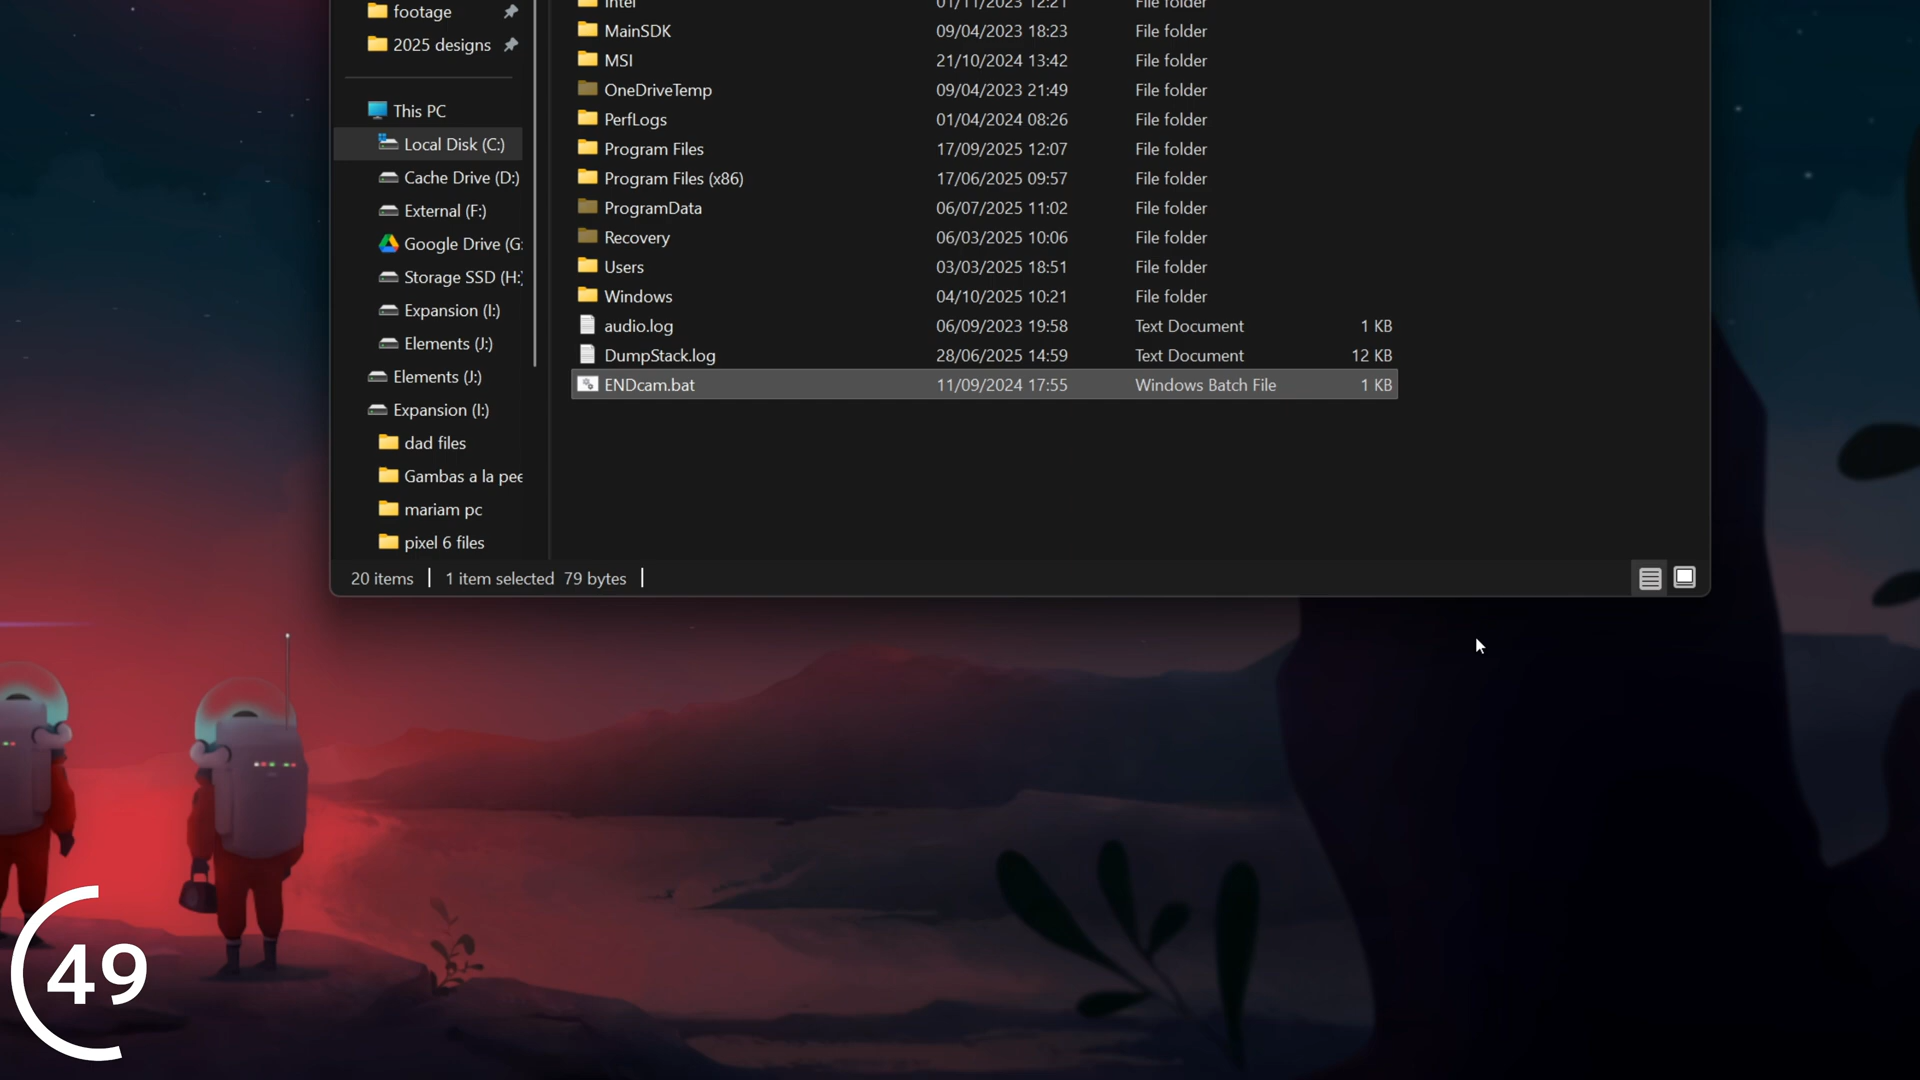 footage
2025 designs
This PC
Local Disk (C:)
Cache Drive (D:)
External (F:)
Google Drive (G:
Storage SSD (H:)
Expansion (I:)
Elements (J:)
Elements (J:)
Expansion (I:)
dad files
Gambas a la pee
mariam pc
pixel 6 files
Intel 01/11/2023 12:21 File folder
MainSDK 09/04/2023 18:23 File folder
MSI 21/10/2024 13:42 File folder
OneDriveTemp 09/04/2023 21:49 File folder
PerfLogs 01/04/2024 08:26 File folder
Program Files 17/09/2025 12:07 File folder
Program Files (x86) 17/06/2025 09:57 File folder
ProgramData 06/07/2025 11:02 File folder
Recovery 06/03/2025 10:06 File folder
Users 03/03/2025 18:51 File folder
Windows 04/10/2025 10:21 File folder
audio.log 06/09/2023 19:58 Text Document 1 KB
DumpStack.log 28/06/2025 14:59 Text Document 12 KB
ENDcam.bat 11/09/2024 17:55 Windows Batch File 1 KB
20 items 1 item selected 79 bytes
49